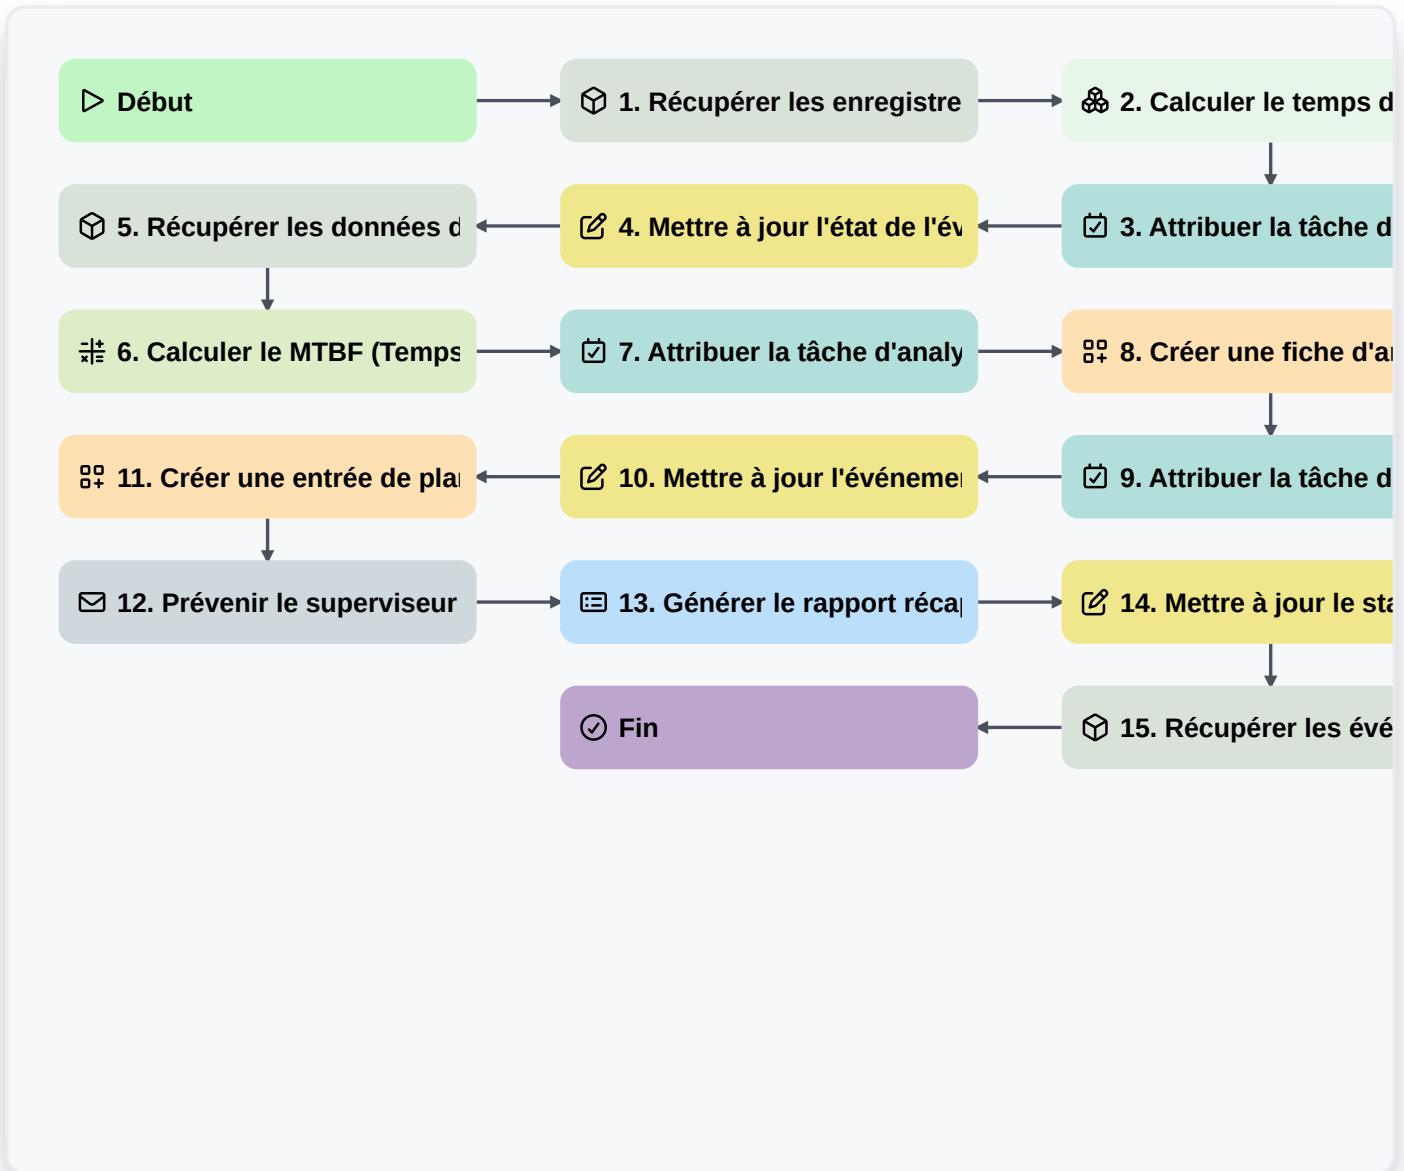 Début
1. Récupérer les enregistre
2. Calculer le temps d
5. Récupérer les données d
4. Mettre à jour l'état de l'év
3. Attribuer la tâche d
6. Calculer le MTBF (Temps
7. Attribuer la tâche d'analy
8. Créer une fiche d'a
11. Créer une entrée de pla
10. Mettre à jour l'événeme
9. Attribuer la tâche d
12. Prévenir le superviseur
13. Générer le rapport réca
14. Mettre à jour le sta
Fin
15. Récupérer les évé